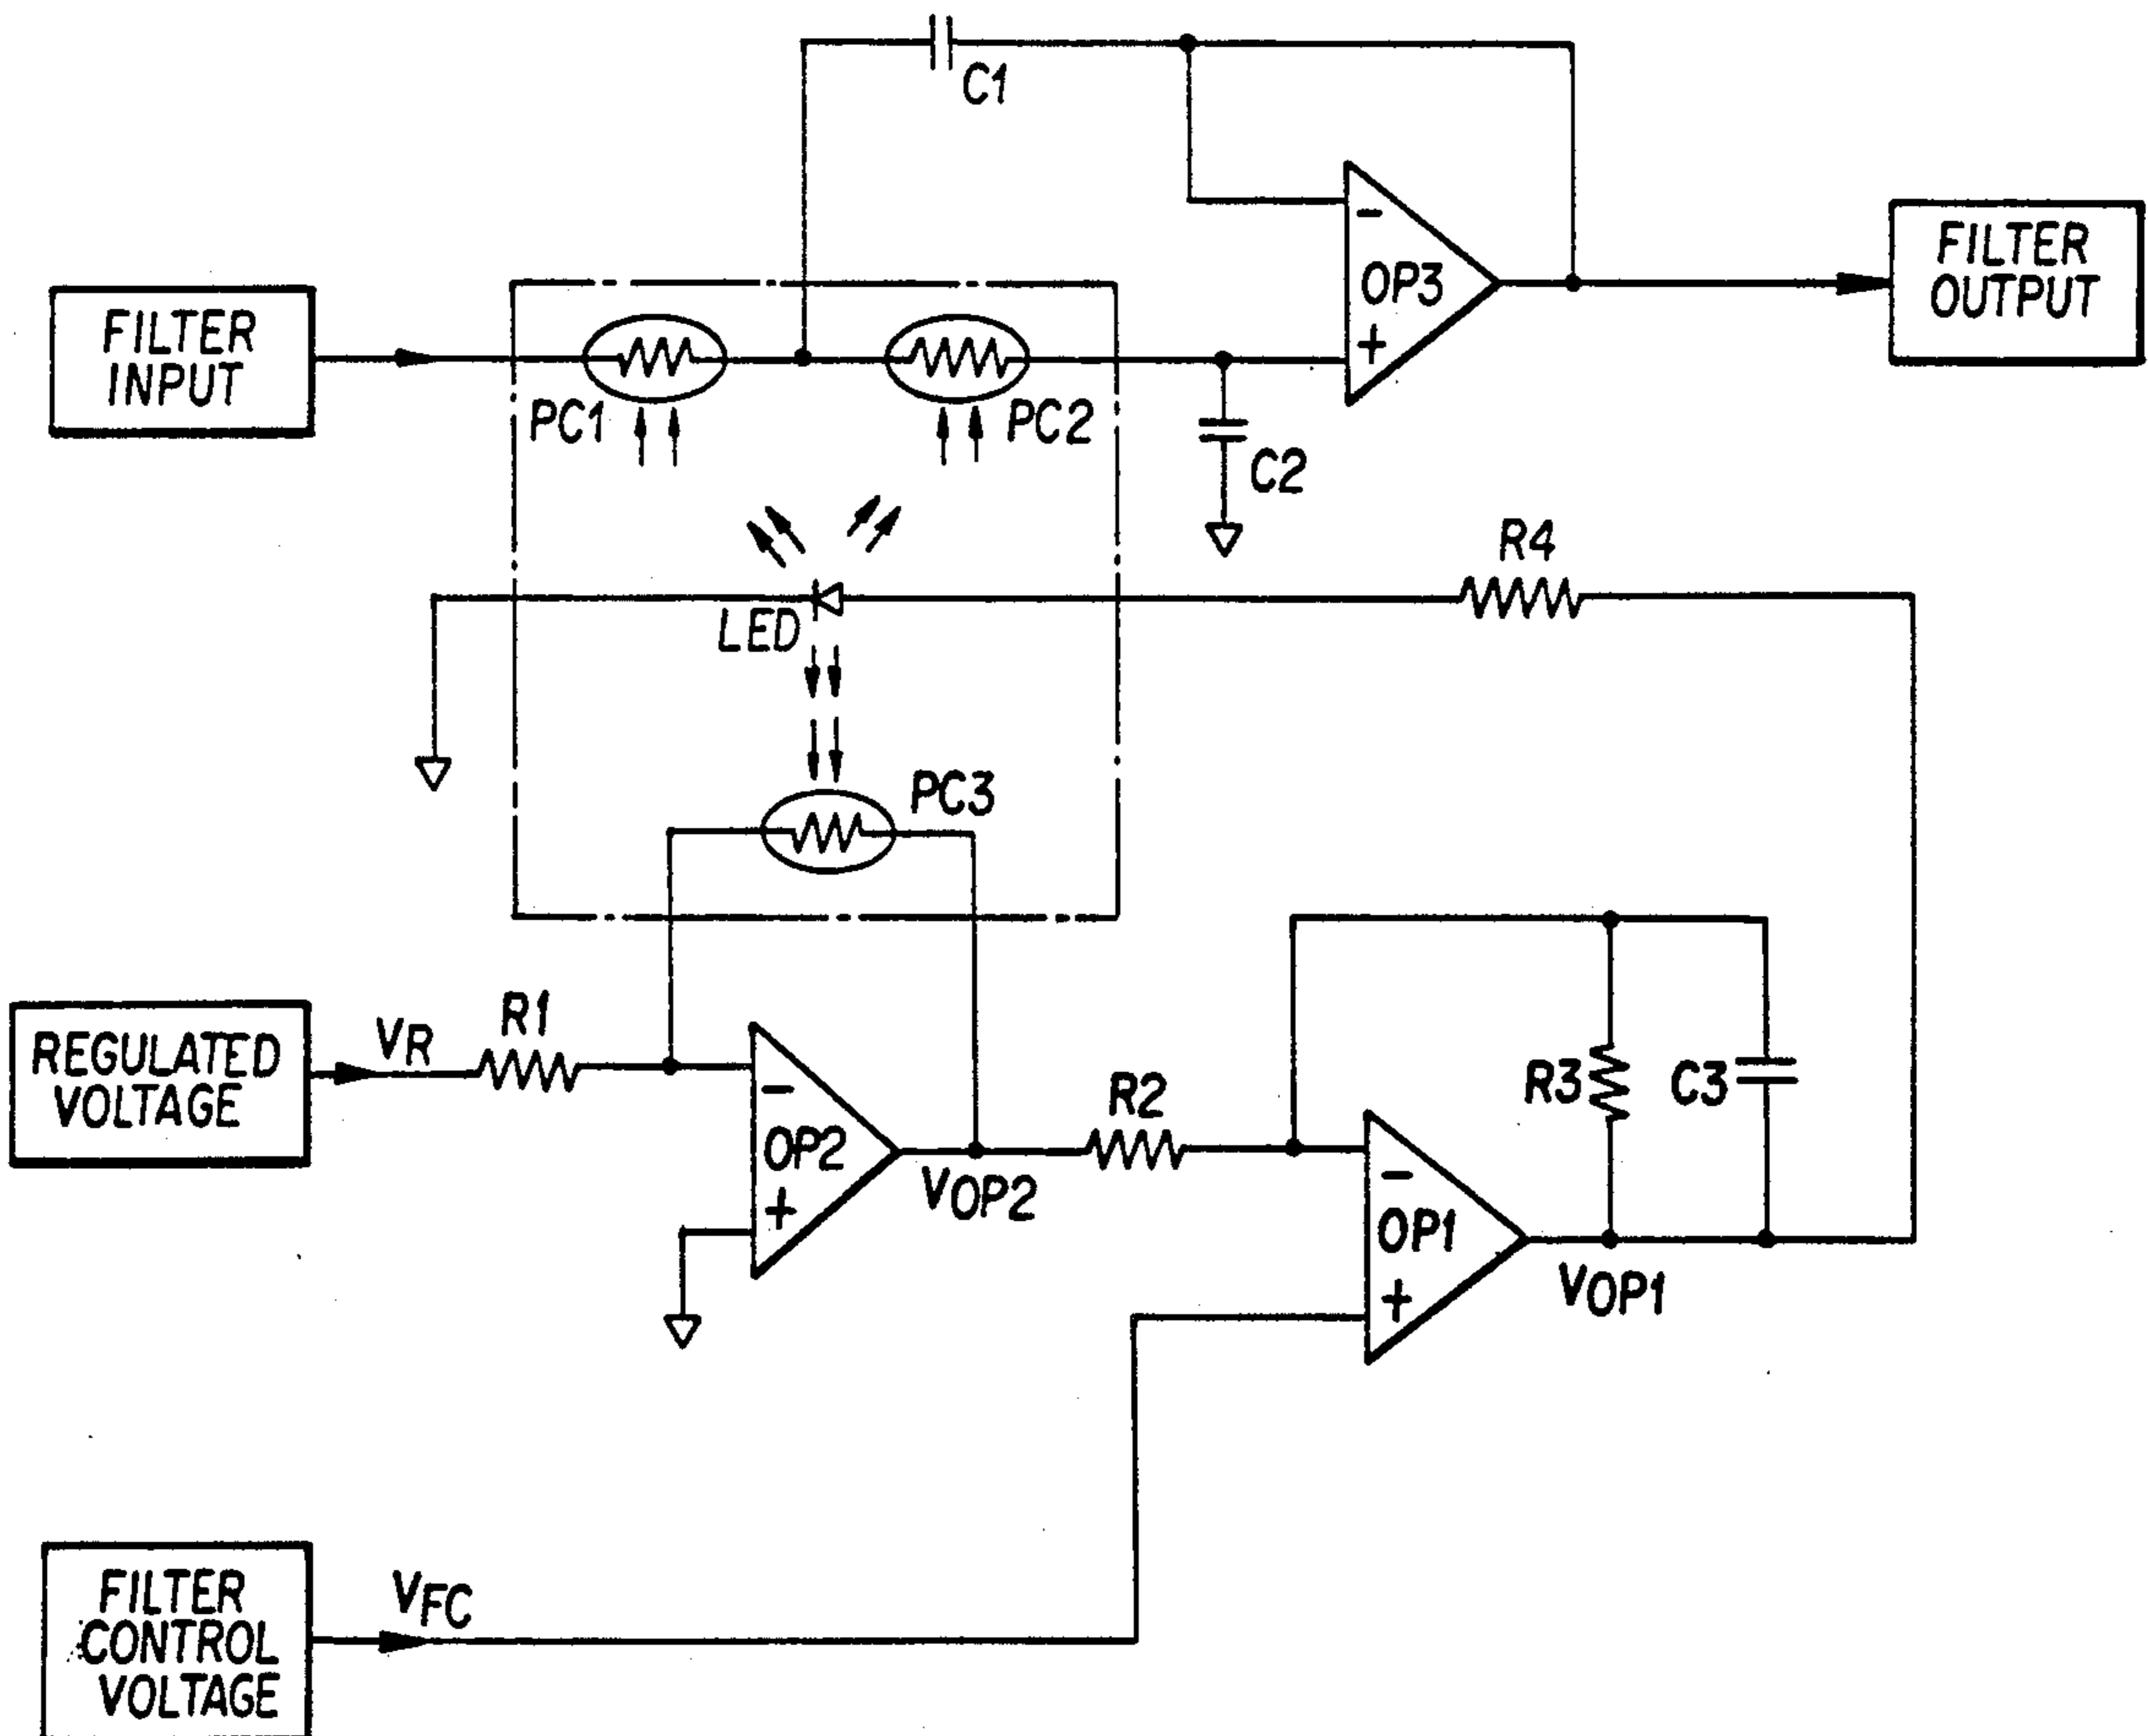 C1
-
OP3
+
FILTER
OUTPUT
FILTER
INPUT
PC1
PC2
C2
R4
LED
PC3
REGULATED
VOLTAGE
VR
R1
-
OP2
+
VOP2
R2
R3
C3
-
OP1
+
VOP1
FILTER
CONTROL
VOLTAGE
VFC